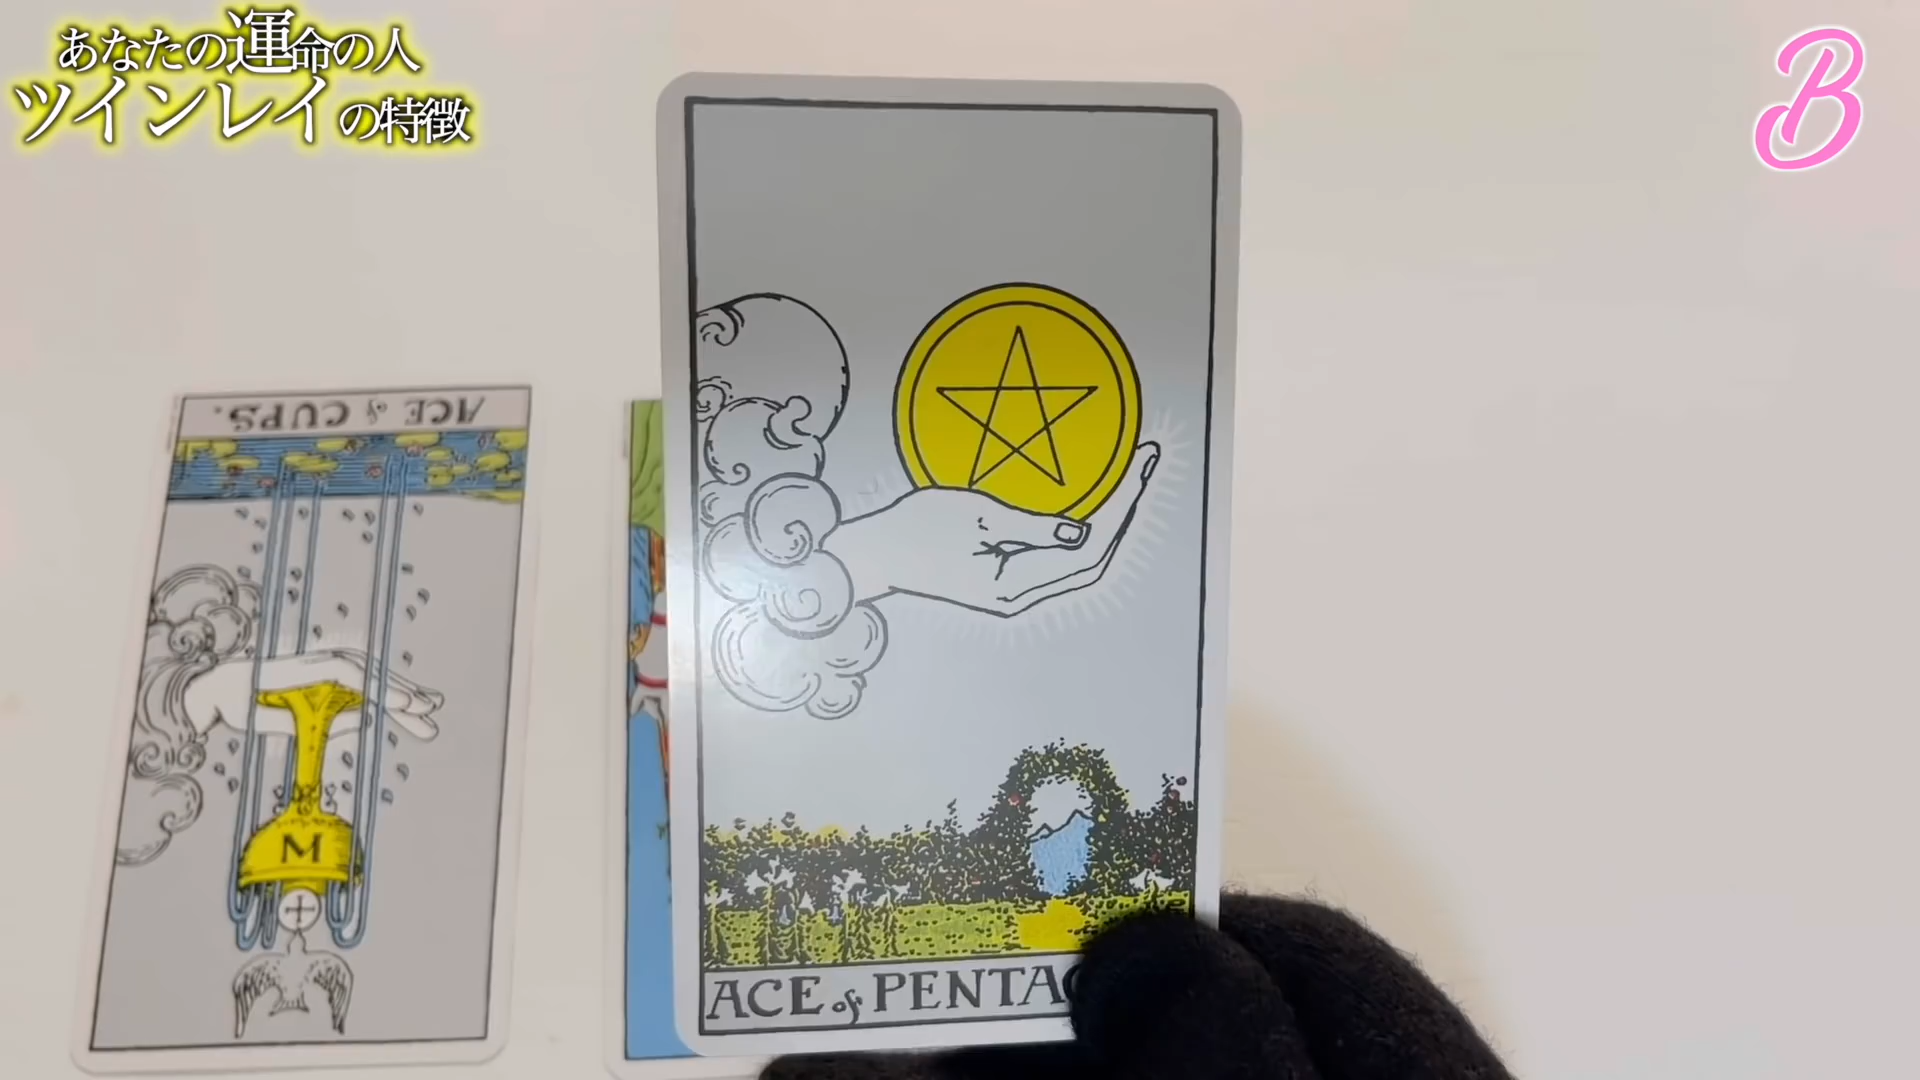 あなたの運命の人
ツインレイの特徴
B
ACE of CUPS.
M
ACE of PENTAC